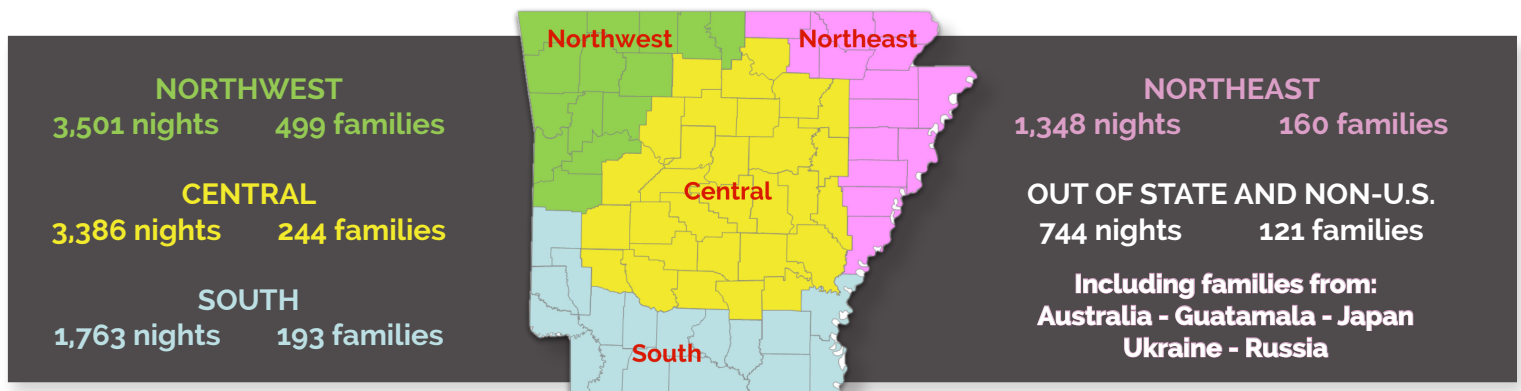 NORTHWEST
3,501 nights 499 families
CENTRAL
3,386 nights 244 families
SOUTH
1,763 nights 193 families
Northwest
Northeast
Central
South
NORTHEAST
1,348 nights 160 families
OUT OF STATE AND NON-U.S.
744 nights 121 families
Including families from:
Australia - Guatamala - Japan
Ukraine - Russia